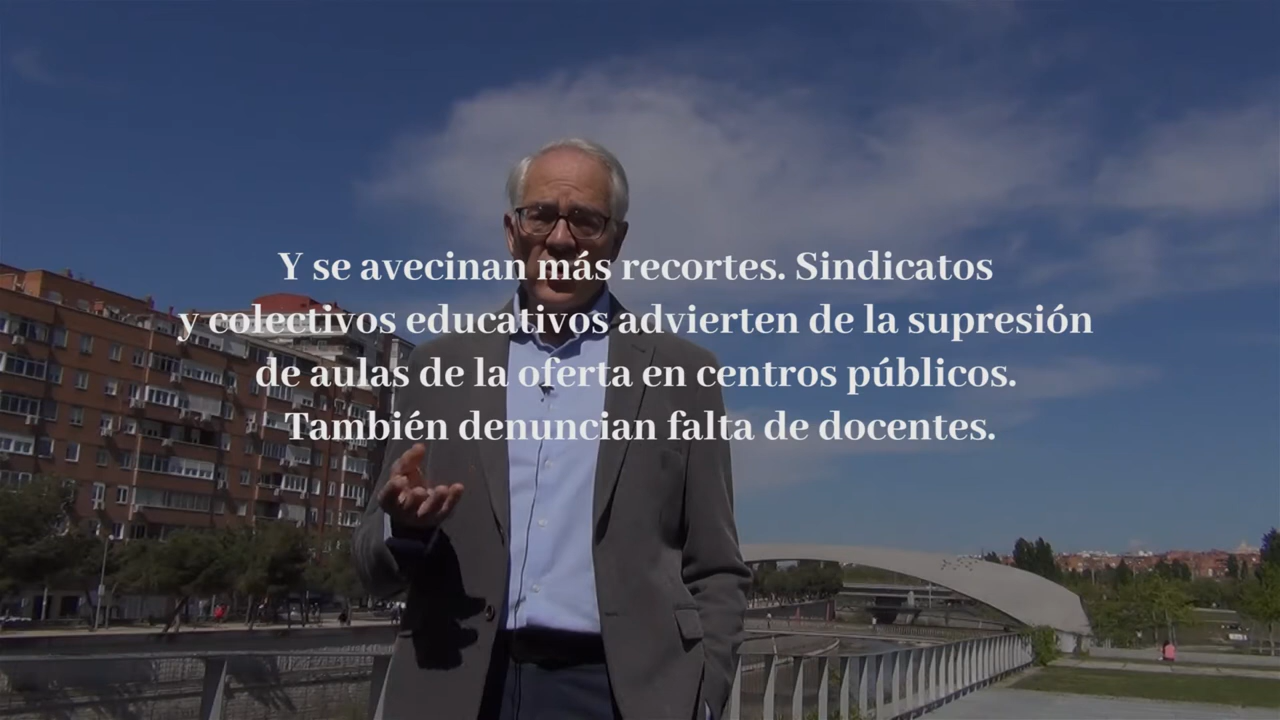 Y se avecinan más recortes. Sindicatos
y colectivos educativos advierten de la supresión
de aulas de la oferta en centros públicos.
También denuncian falta de docentes.